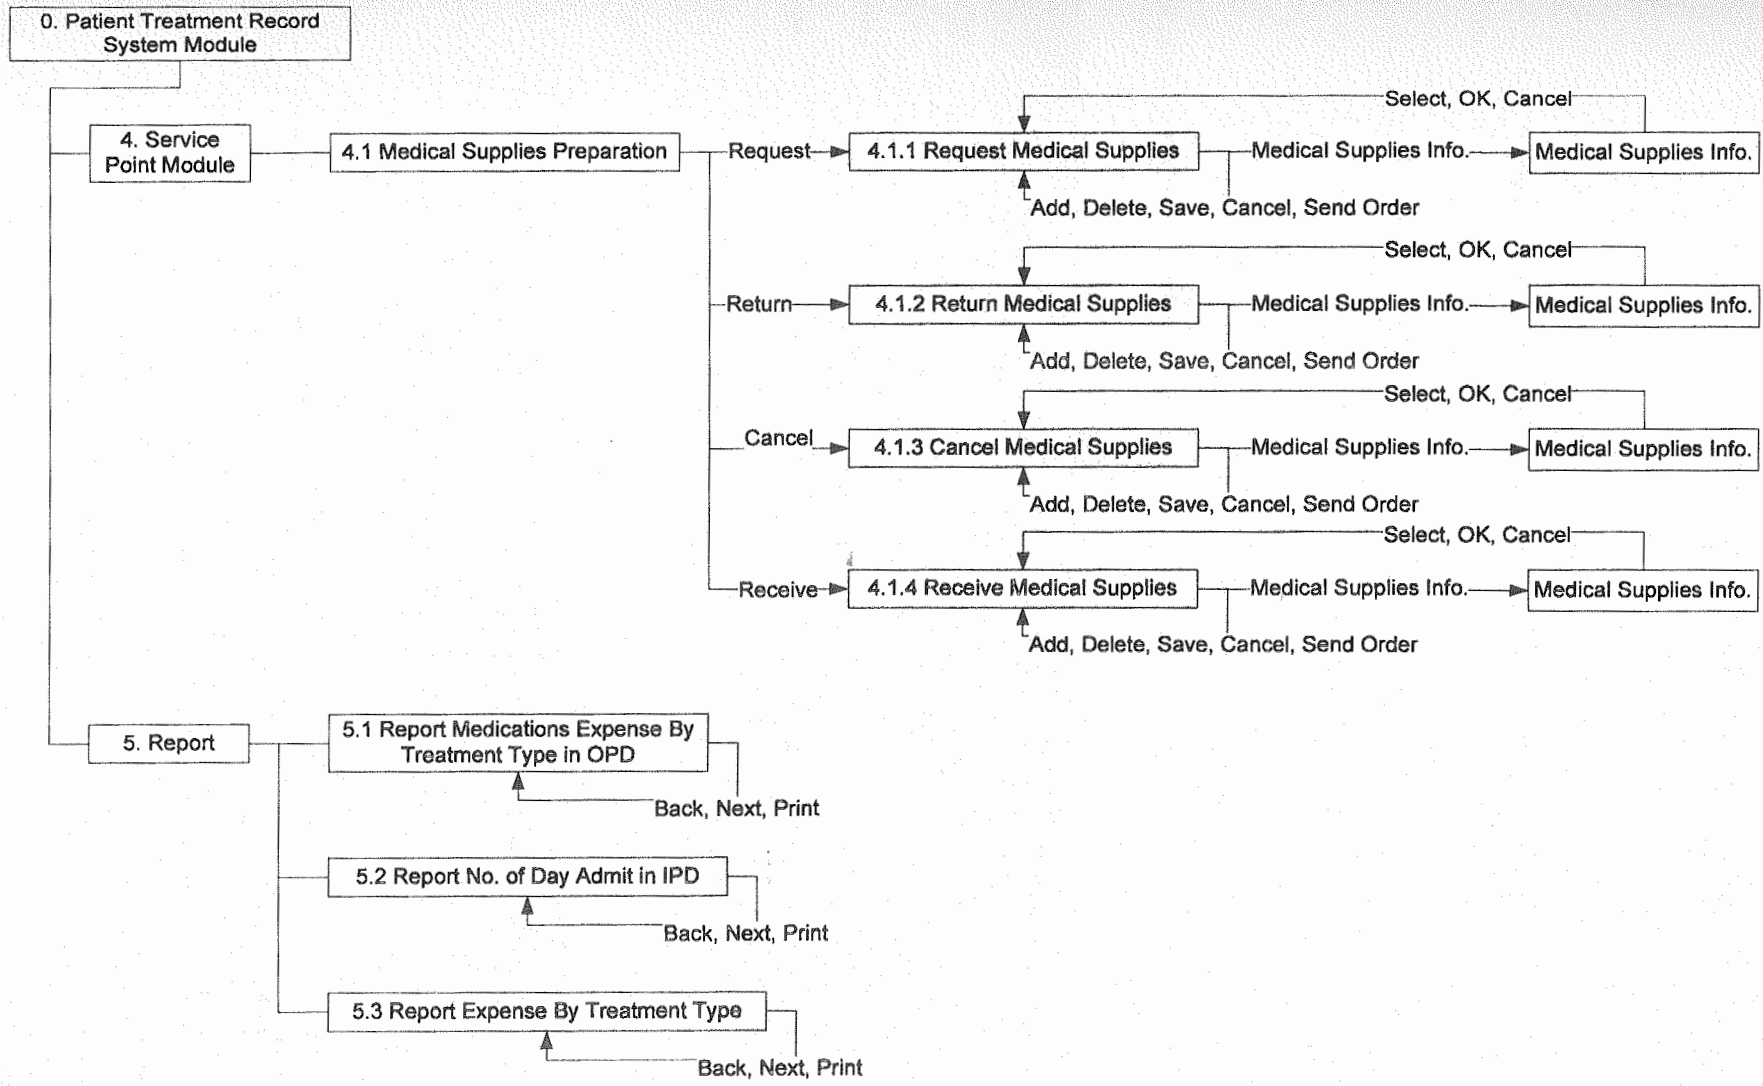 0. Patient Treatment Record
System Module
Select, OK, Cancel
4. Service
Point Module
4.1 Medical Supplies Preparation
Request
4.1.1 Request Medical Supplies
Medical Supplies Info.
Medical Supplies Info.
Add, Delete, Save, Cancel, Send Order
Select, OK, Cancel
Return
4.1.2 Return Medical Supplies
Medical Supplies Info.
Medical Supplies Info.
Add, Delete, Save, Cancel, Send Order
Select, OK, Cancel
Cancel
4.1.3 Cancel Medical Supplies
Medical Supplies Info.
Medical Supplies Info.
Add, Delete, Save, Cancel, Send Order
Select, OK, Cancel
Receive
4.1.4 Receive Medical Supplies
Medical Supplies Info.
Medical Supplies Info.
Add, Delete, Save, Cancel, Send Order
5. Report
5.1 Report Medications Expense By
Treatment Type in OPD
Back, Next, Print
5.2 Report No. of Day Admit in IPD
Back, Next, Print
5.3 Report Expense By Treatment Type
Back, Next, Print